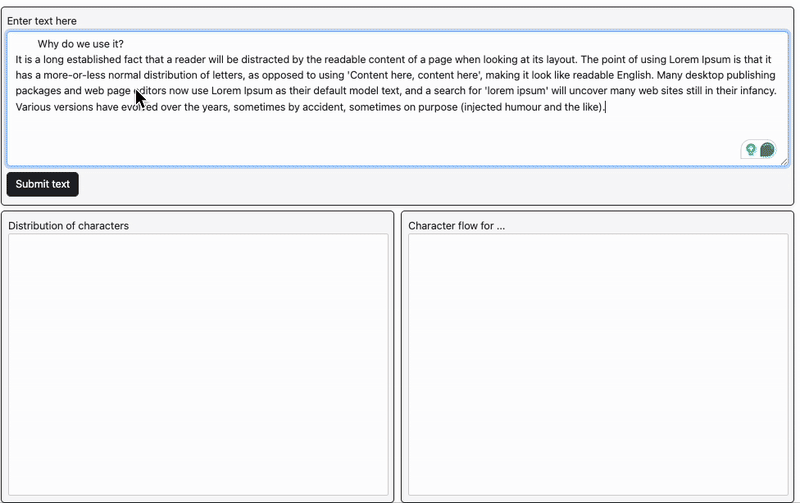 Enter text here
Why do we use it?
It is a long established fact that a reader will be distracted by the readable content of a page when looking at its layout. The point of using Lorem Ipsum is that it
has a more-or-less normal distribution of letters, as opposed to using 'Content here, content here', making it look like readable English. Many desktop publishing
packages and web page editors now use Lorem Ipsum as their default model text, and a search for 'lorem ipsum' will uncover many web sites still in their infancy.
Various versions have evolved over the years, sometimes by accident, sometimes on purpose (injected humour and the like).
Submit text
Distribution of characters
Character flow for ...